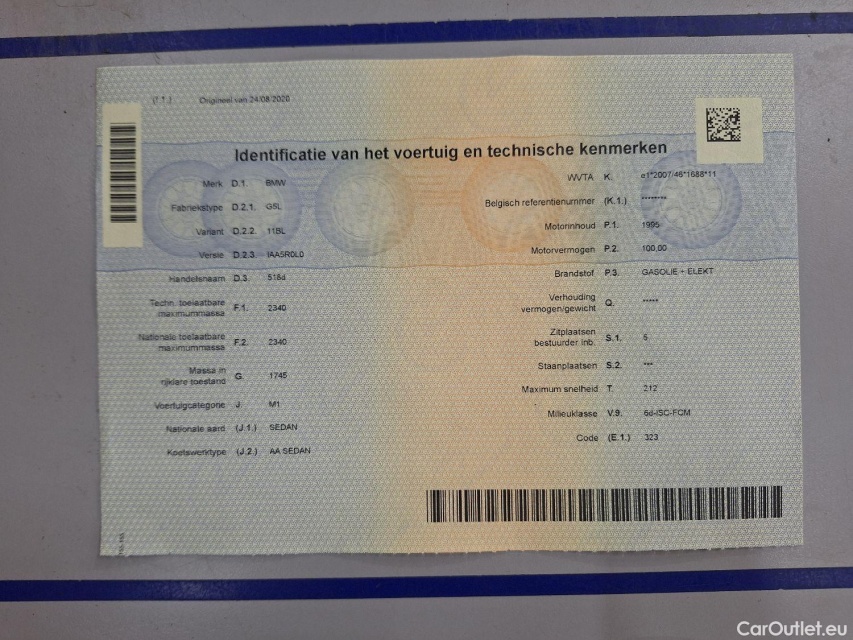 (I.1.) Origineel van 24/08/2020
Identificatie van het voertuig en technische kenmerken
Merk D.1. BMW
Fabriekstype D.2.1. G5L
Variant D.2.2. 11BL
Versie D.2.3. IAA5R0L0
Handelsnaam D.3. 518d
Techn. toelaatbare
maximummassa F.1. 2340
Nationale toelaatbare
maximummassa F.2. 2340
Massa in
rijklare toestand G. 1745
Voertuigcategorie J. M1
Nationale aard (J.1.) SEDAN
Koetswerktype (J.2.) AA SEDAN
WVTA K. e1*2007/46*1688*11
Belgisch referentienummer (K.1.) ********
Motorinhoud P.1. 1995
Motorvermogen P.2. 100,00
Brandstof P.3. GASOLIE + ELEKT
Verhouding
vermogen/gewicht Q. *****
Zitplaatsen
bestuurder inb. S.1. 5
Staanplaatsen S.2. ***
Maximum snelheid T. 212
Milieuklasse V.9. 6d-ISC-FCM
Code (E.1.) 323
CarOutlet.eu